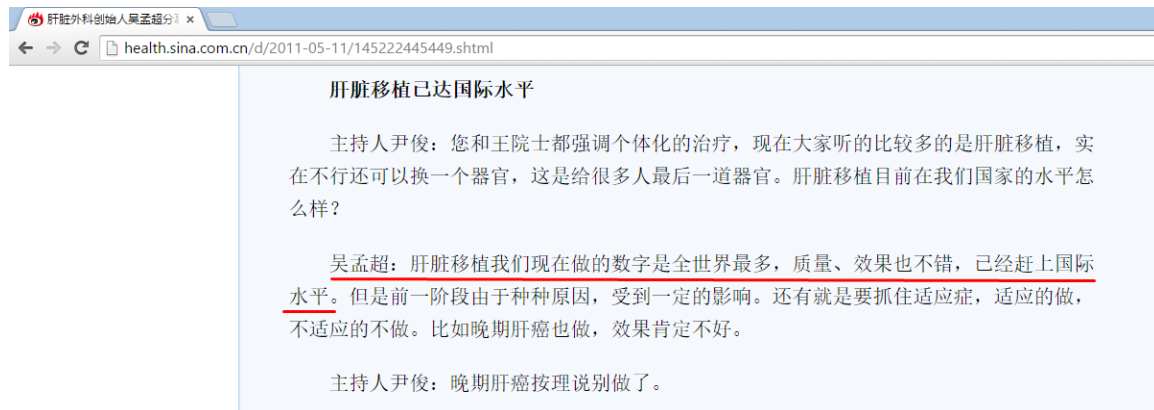 肝脏外科创始人吴孟超分享
health.sina.com.cn/d/2011-05-11/145222445449.shtml
肝脏移植已达国际水平
主持人尹俊：您和王院士都强调个体化的治疗，现在大家听的比较多的是肝脏移植，实
在不行还可以换一个器官，这是给很多人最后一道器官。肝脏移植目前在我们国家的水平怎
么样？
吴孟超：肝脏移植我们现在做的数字是全世界最多，质量、效果也不错，已经赶上国际
水平。但是前一阶段由于种种原因，受到一定的影响。还有就是要抓住适应症，适应的做，
不适应的不做。比如晚期肝癌也做，效果肯定不好。
主持人尹俊：晚期肝癌按理说别做了。